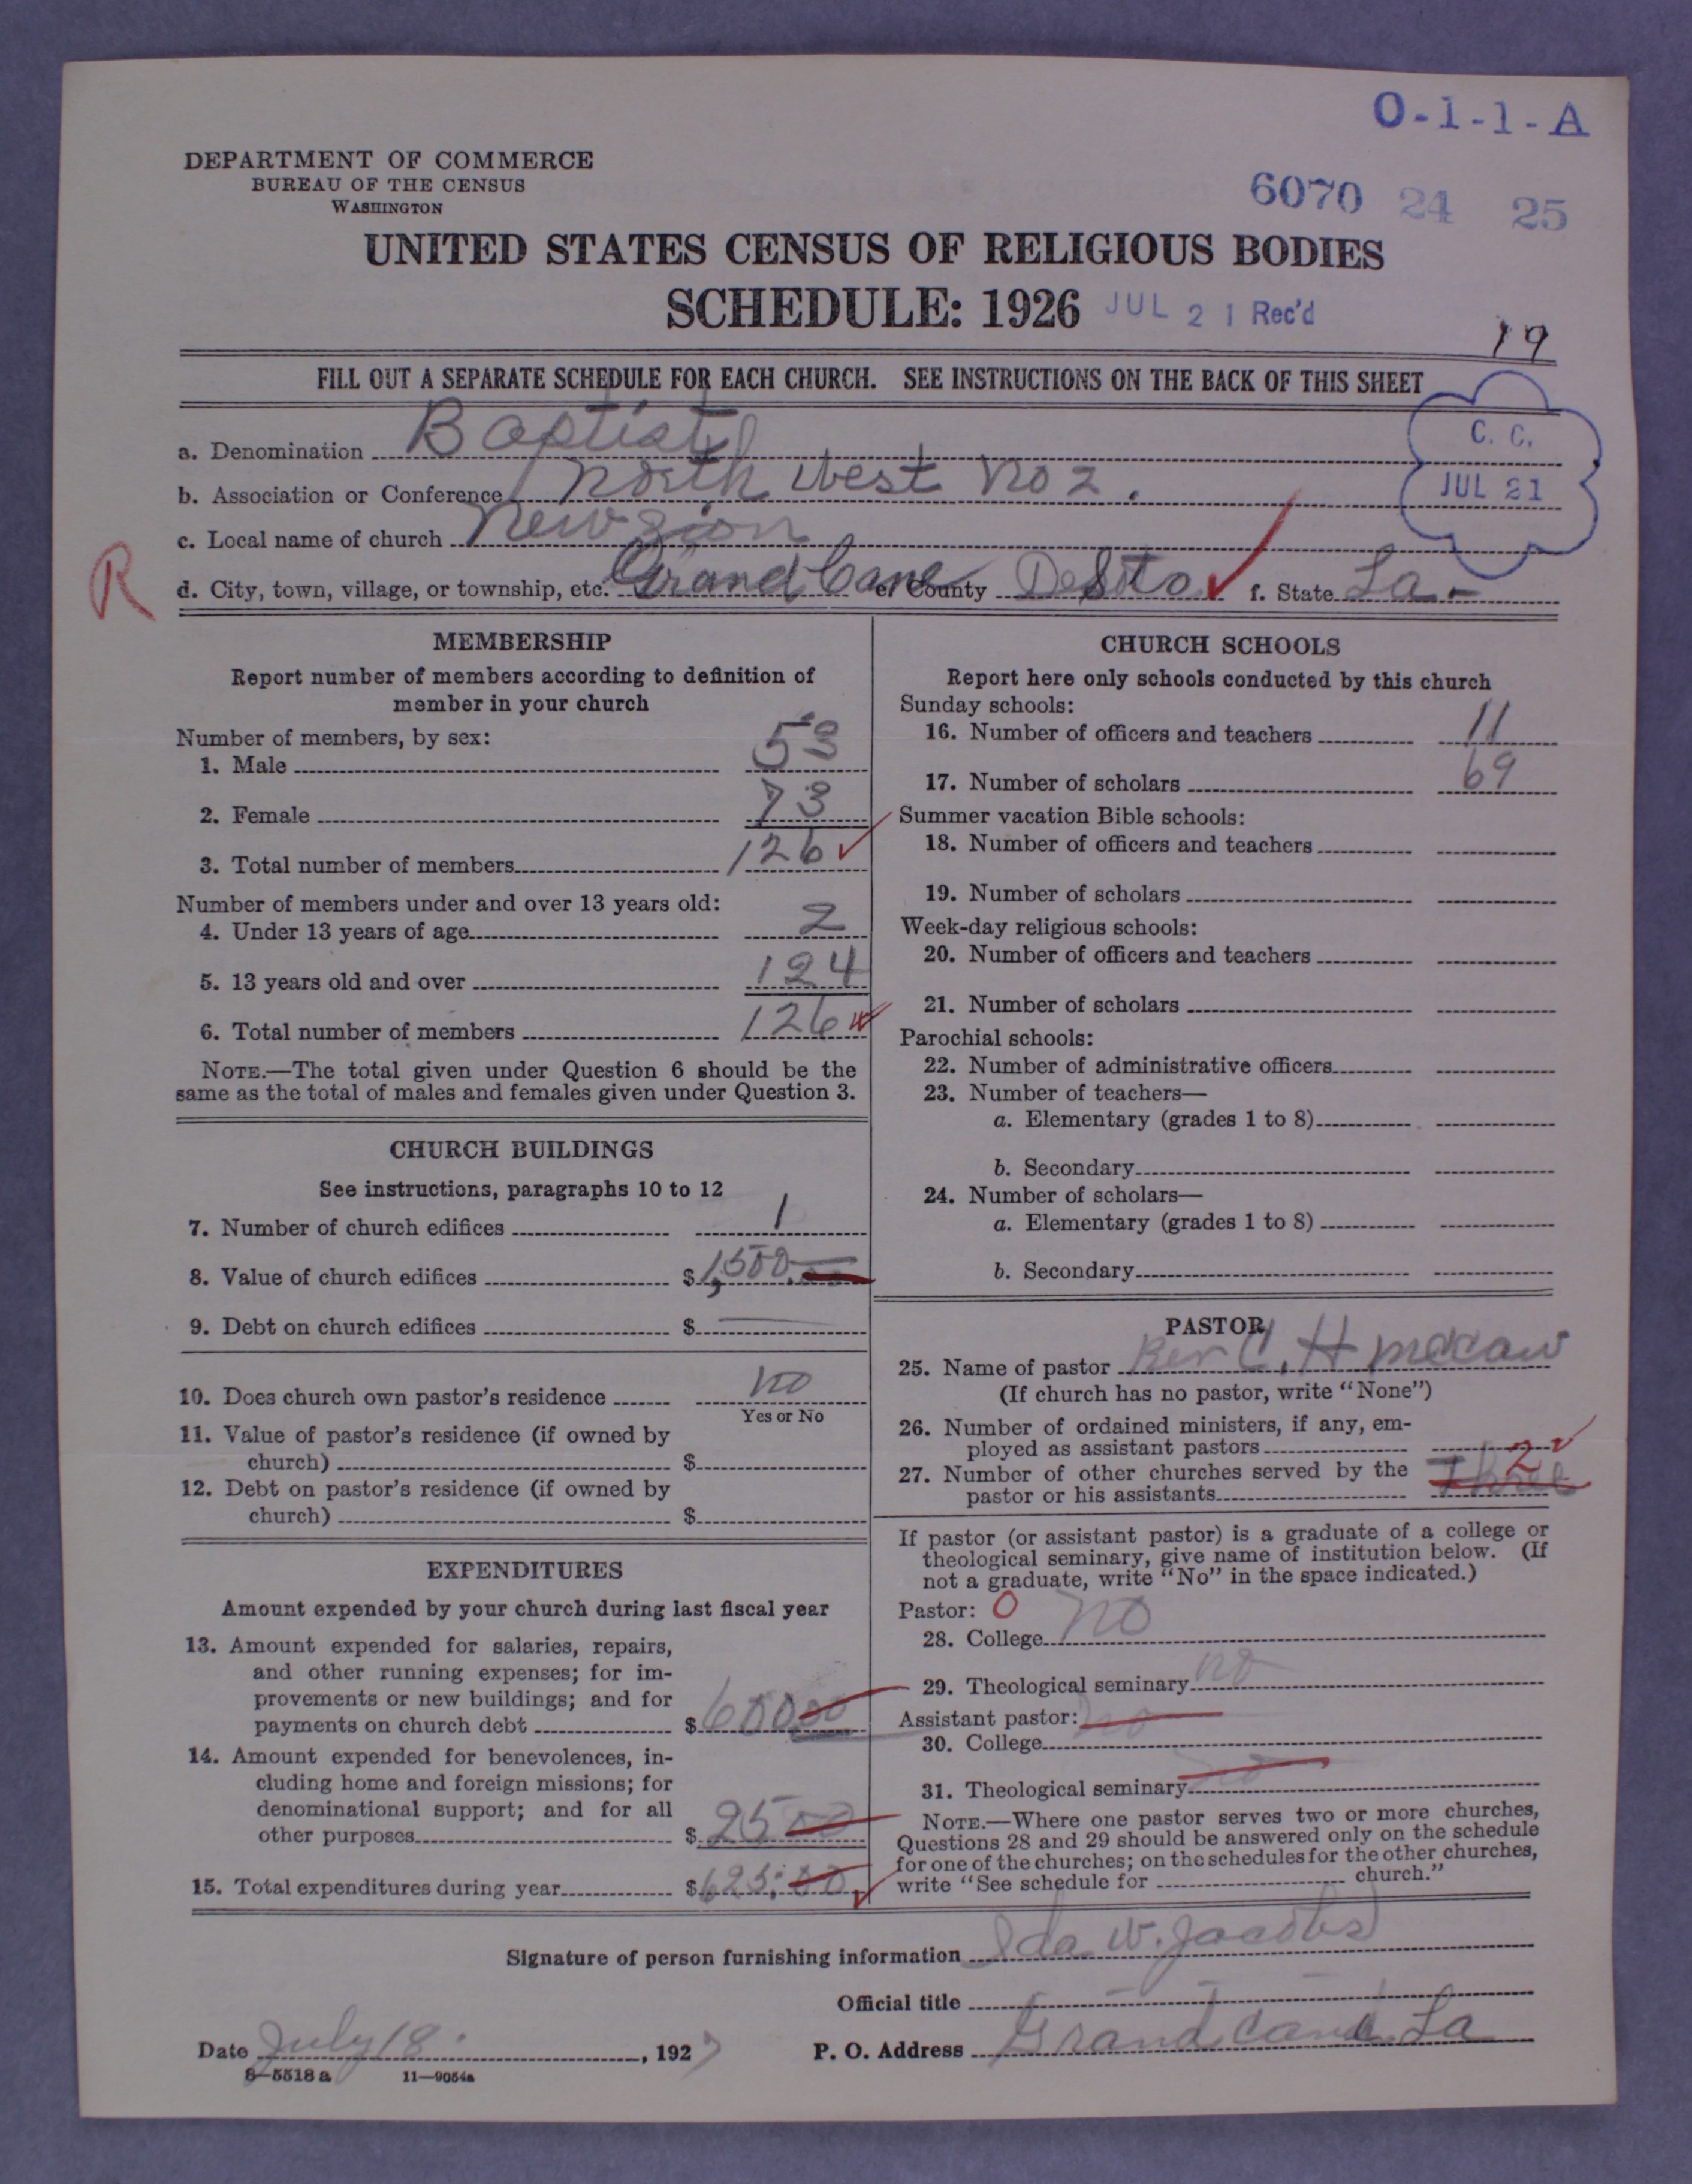 O-1-1-A
DEPARTMENT OF COMMERCE
BUREAU OF THE CENSUS
WASHINGTON
6070 24 25
UNITED STATES CENSUS OF RELIGIOUS BODIES
SCHEDULE: 1926 JUL 21 Rec'd
19
FILL OUT A SEPARATE SCHEDULE FOR EACH CHURCH. SEE INSTRUCTIONS ON THE BACK OF THIS SHEET
C. C.
JUL 21
a. Denomination Baptist
b. Association or Conference North West No 2.
c. Local name of church New Zion
R
d. City, town, village, or township, etc. Grand Cane e. County DeSoto f. State La-
MEMBERSHIP
Report number of members according to definition of
member in your church
Number of members, by sex:
1. Male 53
2. Female 73
3. Total number of members 126
Number of members under and over 13 years old:
4. Under 13 years of age 2
5. 13 years old and over 124
6. Total number of members 126
NOTE.—The total given under Question 6 should be the
same as the total of males and females given under Question 3.
CHURCH BUILDINGS
See instructions, paragraphs 10 to 12
7. Number of church edifices 1
8. Value of church edifices $1,500.
9. Debt on church edifices $
10. Does church own pastor's residence no
Yes or No
11. Value of pastor's residence (if owned by
church) $
12. Debt on pastor's residence (if owned by
church) $
EXPENDITURES
Amount expended by your church during last fiscal year
13. Amount expended for salaries, repairs,
and other running expenses; for im-
provements or new buildings; and for
payments on church debt $600.00
14. Amount expended for benevolences, in-
cluding home and foreign missions; for
denominational support; and for all
other purposes $25 00
15. Total expenditures during year $625.00
CHURCH SCHOOLS
Report here only schools conducted by this church
Sunday schools:
16. Number of officers and teachers 11
17. Number of scholars 69
Summer vacation Bible schools:
18. Number of officers and teachers
19. Number of scholars
Week-day religious schools:
20. Number of officers and teachers
21. Number of scholars
Parochial schools:
22. Number of administrative officers
23. Number of teachers—
a. Elementary (grades 1 to 8)
b. Secondary
24. Number of scholars—
a. Elementary (grades 1 to 8)
b. Secondary
PASTOR
25. Name of pastor Rev C. H McCaw
(If church has no pastor, write "None")
26. Number of ordained ministers, if any, em-
ployed as assistant pastors
27. Number of other churches served by the
pastor or his assistants Three 2
If pastor (or assistant pastor) is a graduate of a college or
theological seminary, give name of institution below. (If
not a graduate, write "No" in the space indicated.)
Pastor: 0
28. College no
29. Theological seminary no
Assistant pastor:
30. College no
31. Theological seminary no
NOTE.—Where one pastor serves two or more churches,
Questions 28 and 29 should be answered only on the schedule
for one of the churches; on the schedules for the other churches,
write "See schedule for church."
Signature of person furnishing information Ida W. Jacobs
Official title
Date July 18. , 1927 P. O. Address Grand Cane La
8-5518a 11-9054a